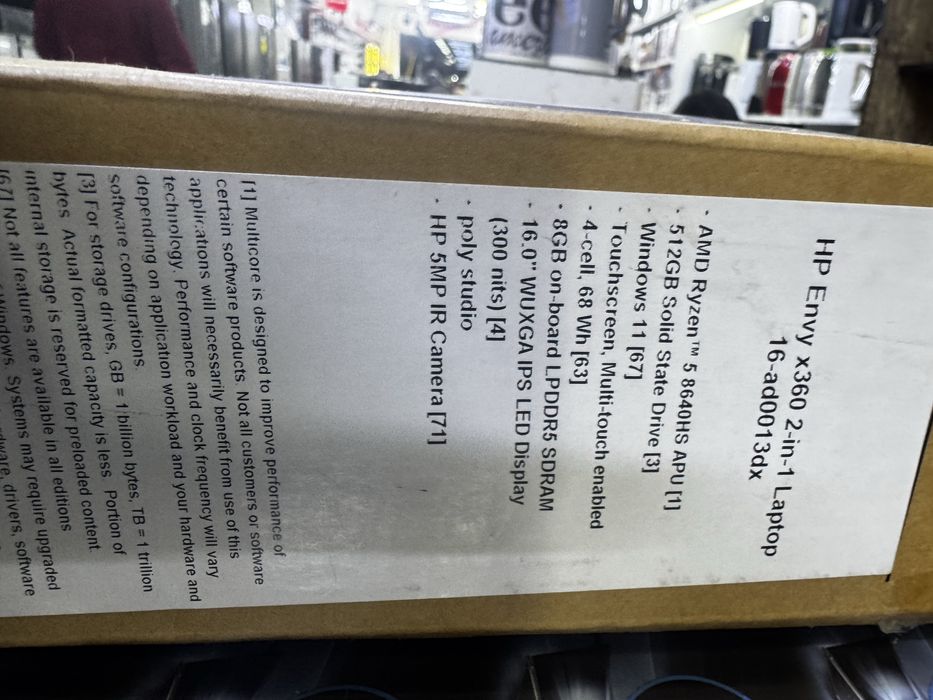 HP Envy x360 2-in-1 Laptop
16-ad0013dx
· AMD Ryzen™ 5 8640HS APU [1]
· 512GB Solid State Drive [3]
· Windows 11 [67]
· Touchscreen, Multi-touch enabled
· 4-cell, 68 Wh [63]
· 8GB on-board LPDDR5 SDRAM
· 16.0" WUXGA IPS LED Display
(300 nits) [4]
· poly studio
· HP 5MP IR Camera [71]
[1] Multicore is designed to improve performance of
certain software products. Not all customers or software
applications will necessarily benefit from use of this
technology. Performance and clock frequency will vary
depending on application workload and your hardware and
software configurations.
[3] For storage drives, GB = 1 billion bytes, TB = 1 trillion
bytes. Actual formatted capacity is less. Portion of
internal storage is reserved for preloaded content.
[67] Not all features are available in all editions
Windows. Systems may require upgraded
drivers, software